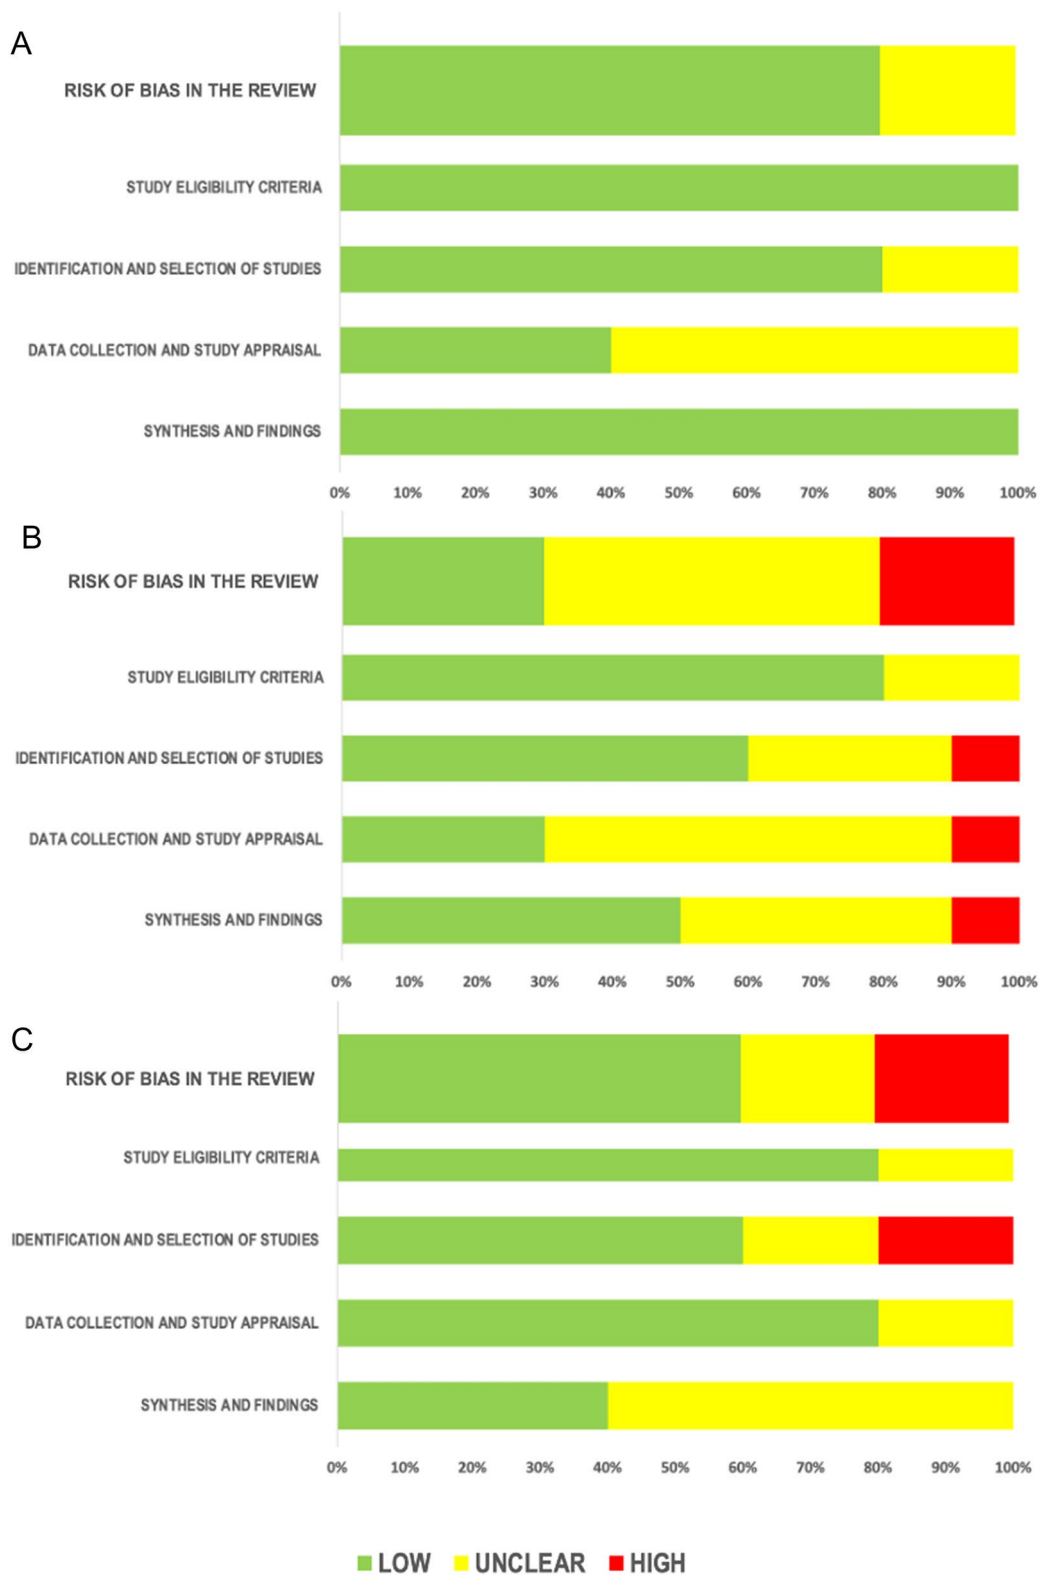 A
RISK OF BIAS IN THE REVIEW
STUDY ELIGIBILITY CRITERIA
IDENTIFICATION AND SELECTION OF STUDIES
DATA COLLECTION AND STUDY APPRAISAL
SYNTHESIS AND FINDINGS
0% 10% 20% 30% 40% 50% 60% 70% 80% 90% 100%
B
RISK OF BIAS IN THE REVIEW
STUDY ELIGIBILITY CRITERIA
IDENTIFICATION AND SELECTION OF STUDIES
DATA COLLECTION AND STUDY APPRAISAL
SYNTHESIS AND FINDINGS
0% 10% 20% 30% 40% 50% 60% 70% 80% 90% 100%
C
RISK OF BIAS IN THE REVIEW
STUDY ELIGIBILITY CRITERIA
IDENTIFICATION AND SELECTION OF STUDIES
DATA COLLECTION AND STUDY APPRAISAL
SYNTHESIS AND FINDINGS
0% 10% 20% 30% 40% 50% 60% 70% 80% 90% 100%
LOW UNCLEAR HIGH